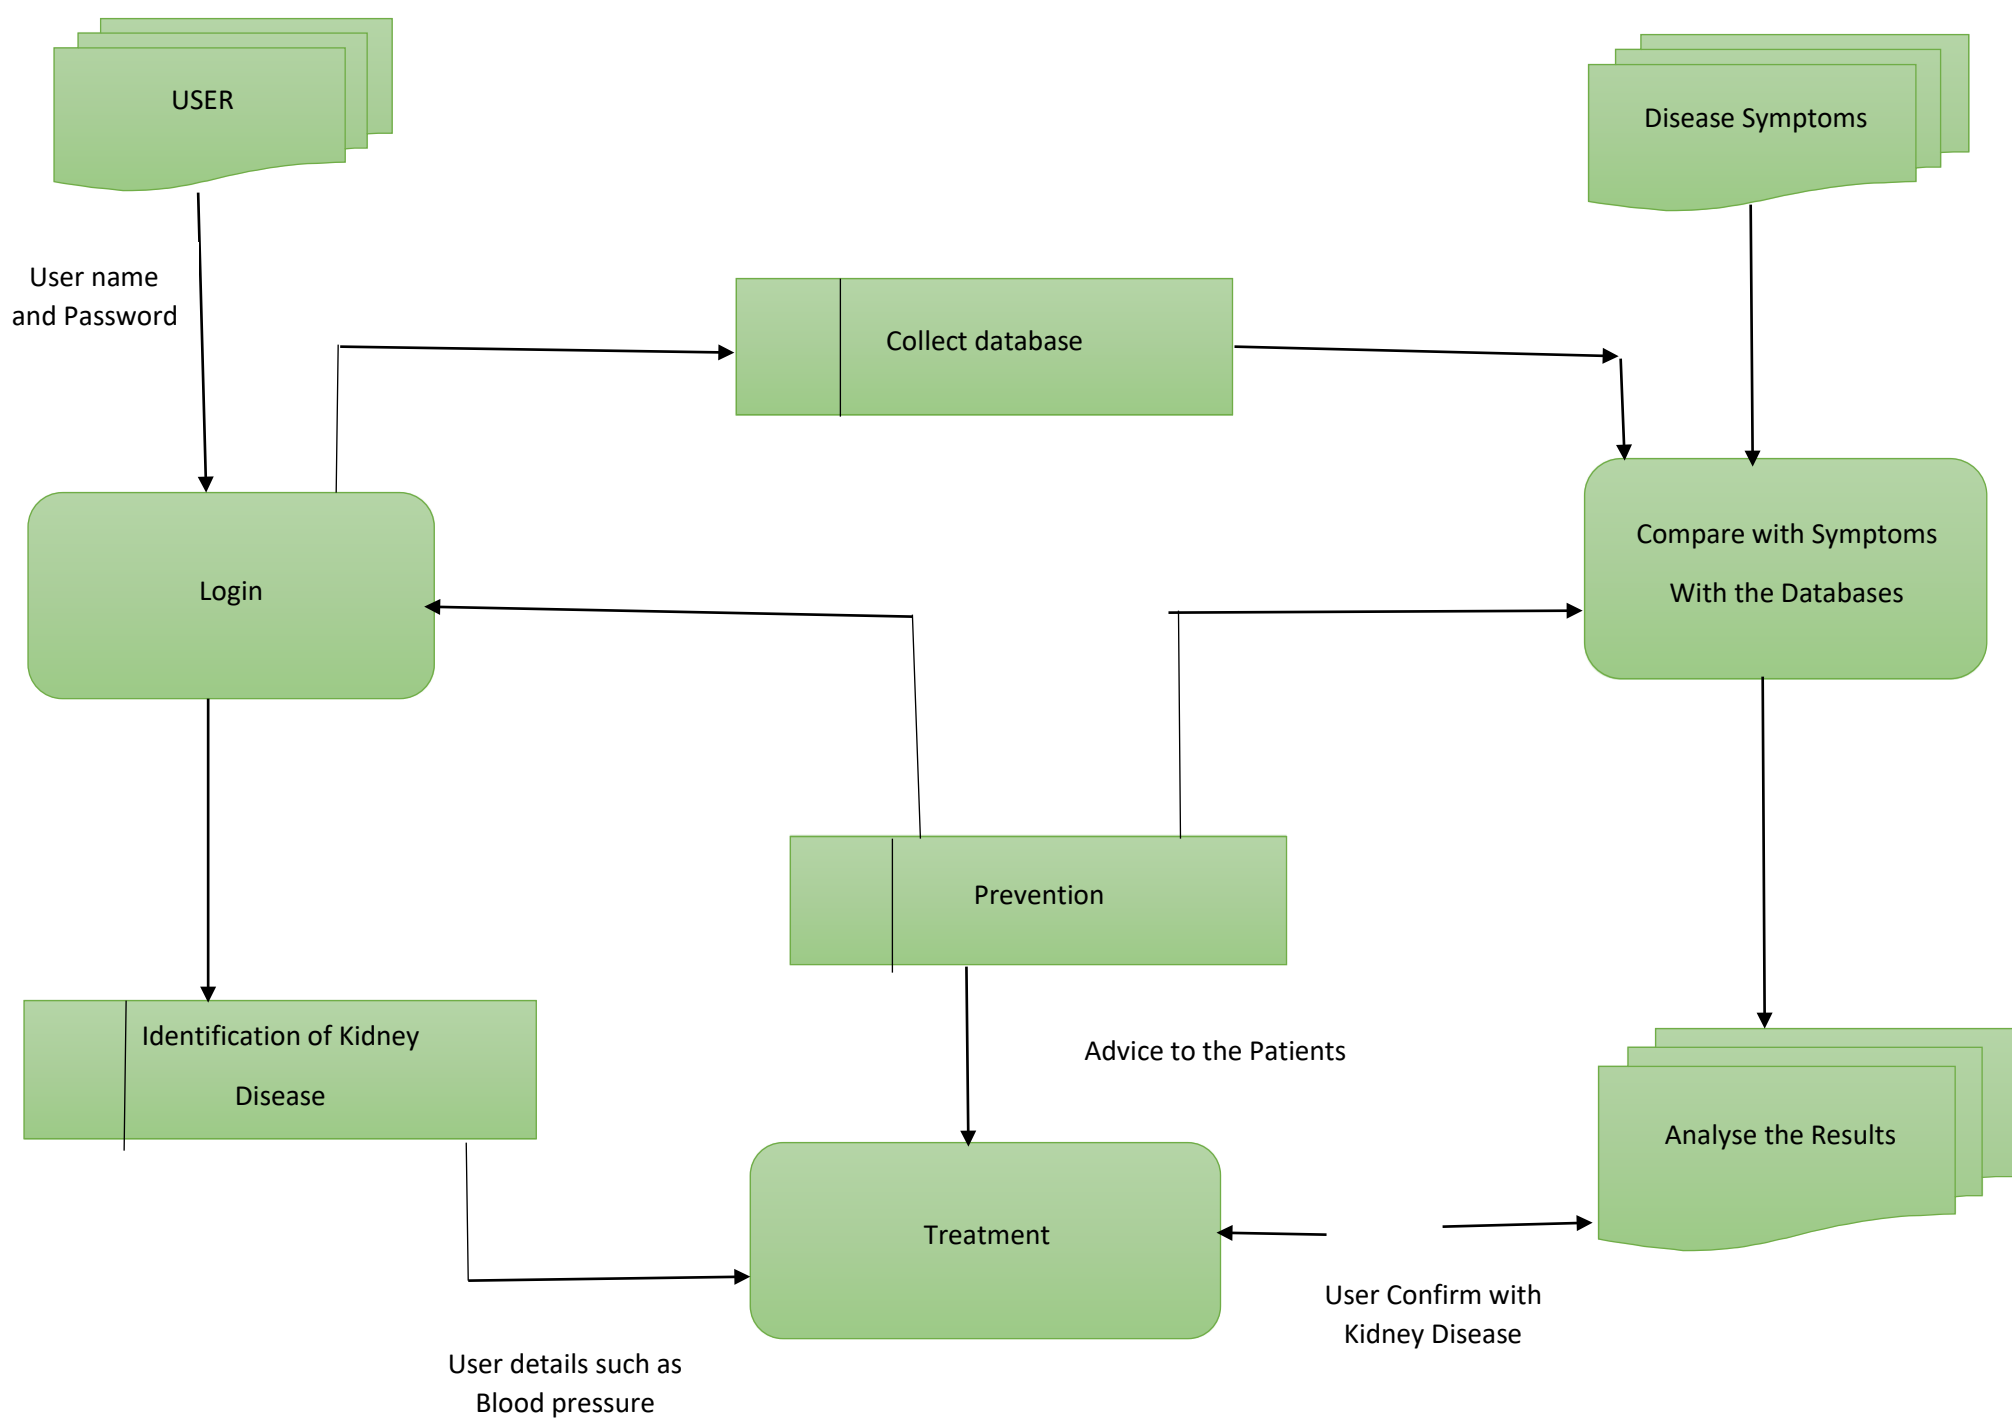 USER
Disease Symptoms
User name
and Password
Collect database
Compare with Symptoms
With the Databases
Login
Prevention
Identification of Kidney
Disease
Advice to the Patients
Analyse the Results
Treatment
User Confirm with
Kidney Disease
User details such as
Blood pressure